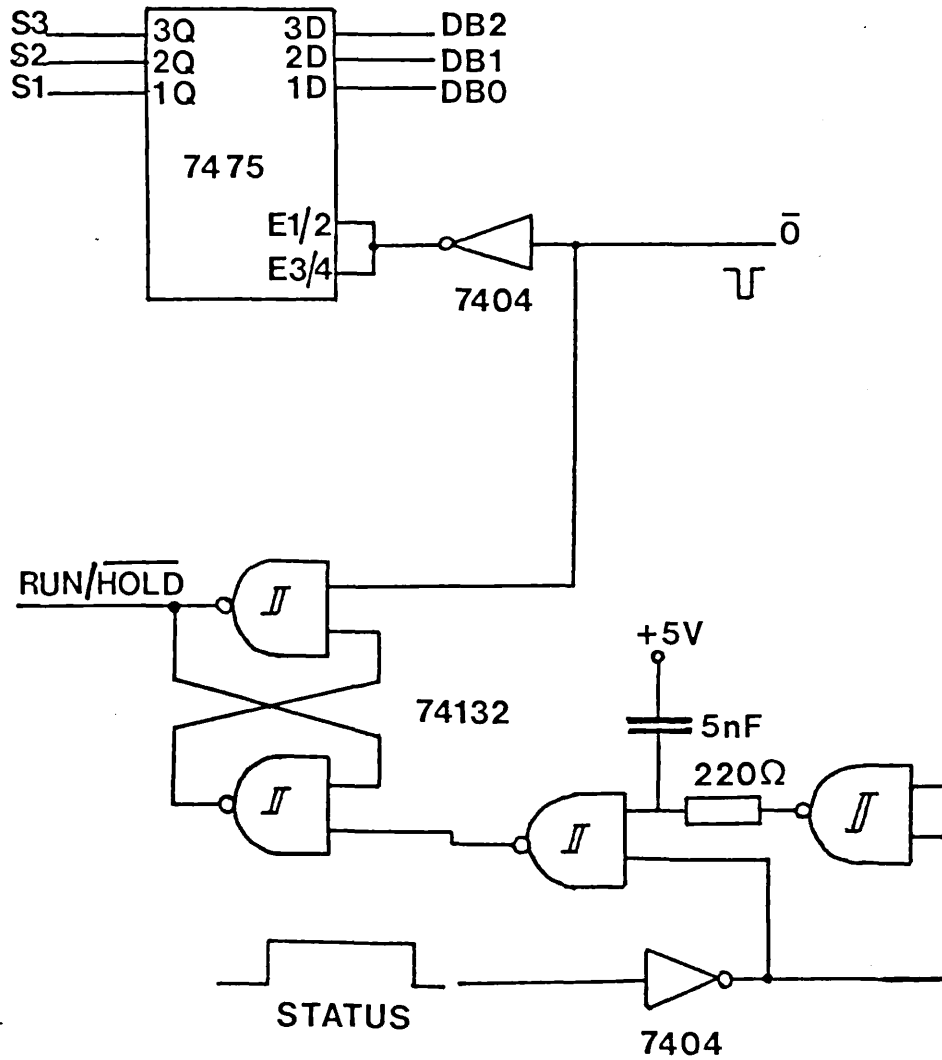 S3
S2
S1
3Q
2Q
1Q
3D
2D
1D
DB2
DB1
DB0
7475
E1/2
E3/4
7404
0̅
RUN/H̅O̅L̅D̅
74132
+5V
5nF
220Ω
STATUS
7404